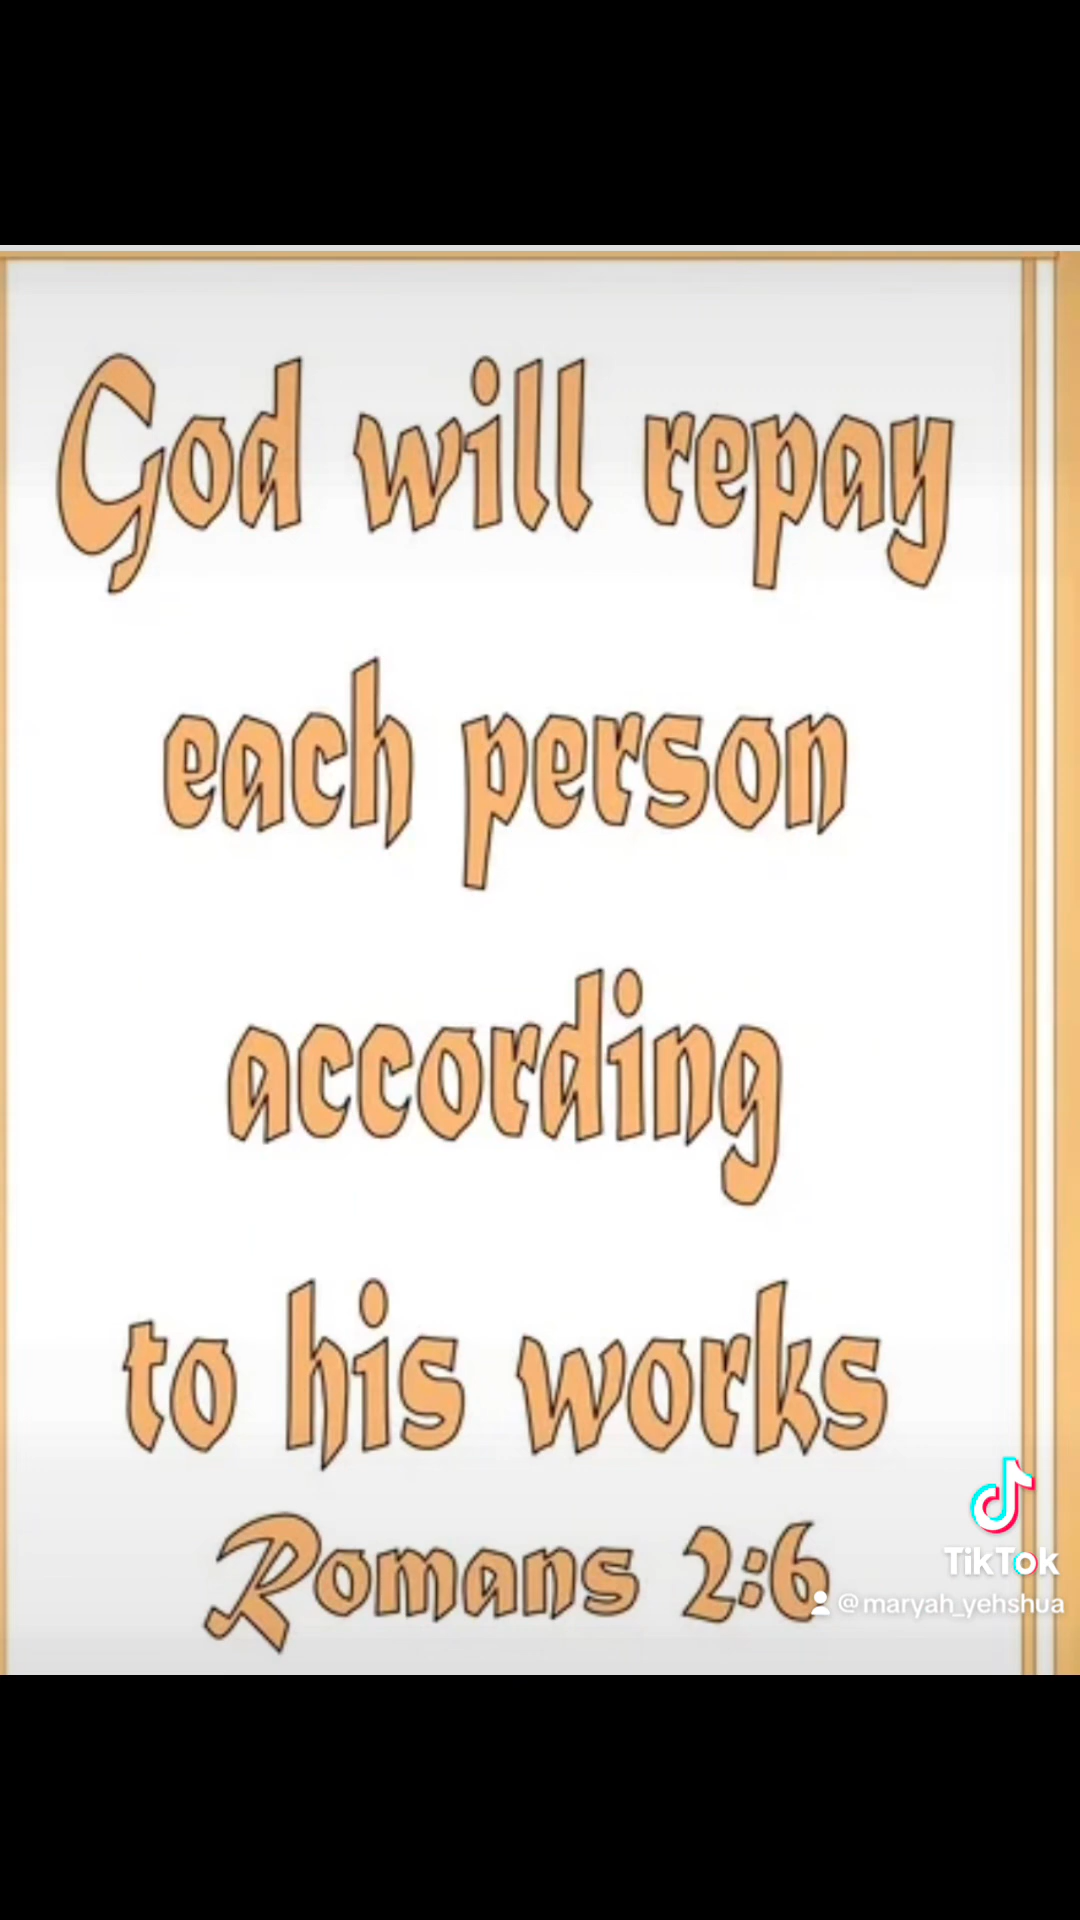 God will repay
each person
according
to his works
Romans 2:6
TikTok
@maryah_yehshua